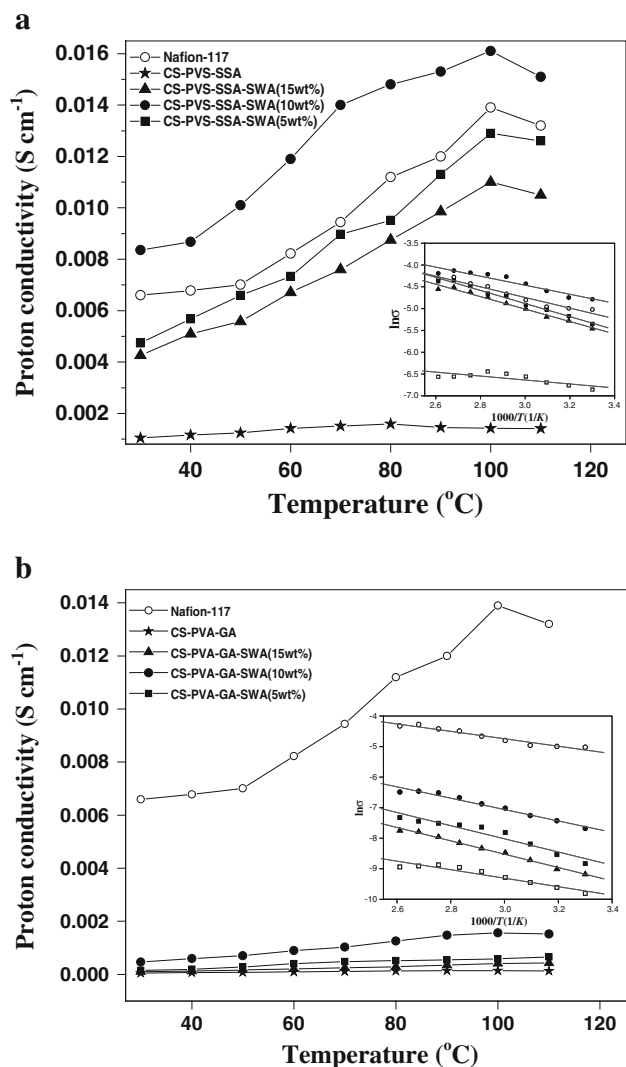 a
0.016
0.014
0.012
0.010
0.008
0.006
0.004
0.002
Proton conductivity (S cm⁻¹)
Nafion-117
CS-PVS-SSA
CS-PVS-SSA-SWA(15wt%)
CS-PVS-SSA-SWA(10wt%)
CS-PVS-SSA-SWA(5wt%)
-3.5
-4.0
-4.5
-5.0
-5.5
-6.0
-6.5
-7.0
lnσ
2.6 2.8 3.0 3.2 3.4
1000/T(1/K)
40 60 80 100 120
Temperature (°C)
b
0.014
0.012
0.010
0.008
0.006
0.004
0.002
0.000
Proton conductivity (S cm⁻¹)
Nafion-117
CS-PVA-GA
CS-PVA-GA-SWA(15wt%)
CS-PVA-GA-SWA(10wt%)
CS-PVA-GA-SWA(5wt%)
-4
-5
-6
-7
-8
-9
-10
lnσ
2.6 2.8 3.0 3.2 3.4
1000/T(1/K)
40 60 80 100 120
Temperature (°C)